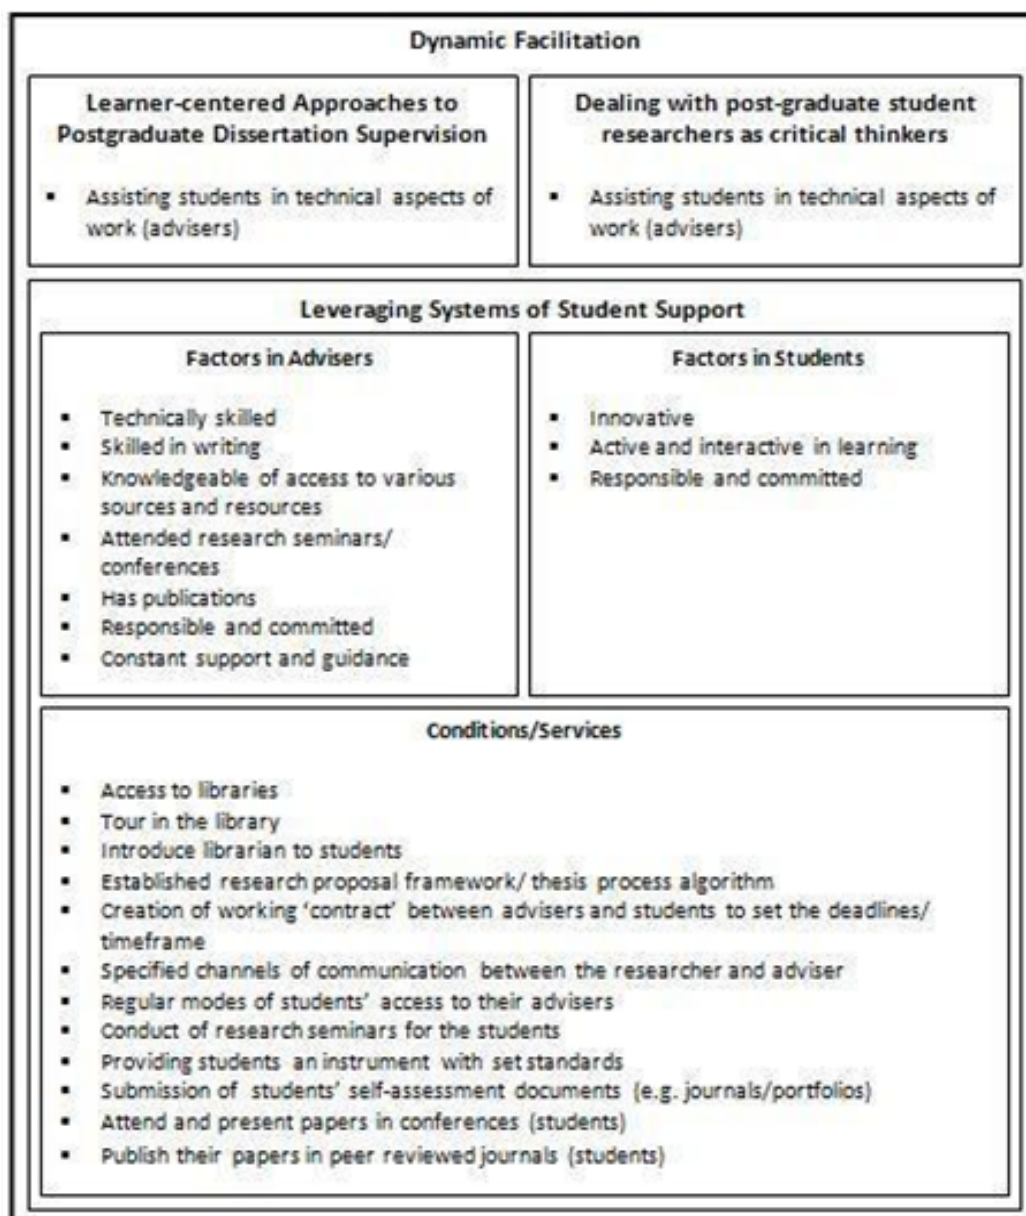 Dynamic Facilitation
Learner-centered Approaches to
Postgraduate Dissertation Supervision
▪ Assisting students in technical aspects of
work (advisers)
Dealing with post-graduate student
researchers as critical thinkers
▪ Assisting students in technical aspects of
work (advisers)
Leveraging Systems of Student Support
Factors in Advisers
▪ Technically skilled
▪ Skilled in writing
▪ Knowledgeable of access to various
sources and resources
▪ Attended research seminars/
conferences
▪ Has publications
▪ Responsible and committed
▪ Constant support and guidance
Factors in Students
▪ Innovative
▪ Active and interactive in learning
▪ Responsible and committed
Conditions/Services
▪ Access to libraries
▪ Tour in the library
▪ Introduce librarian to students
▪ Established research proposal framework/ thesis process algorithm
▪ Creation of working ‘contract’ between advisers and students to set the deadlines/
timeframe
▪ Specified channels of communication between the researcher and adviser
▪ Regular modes of students’ access to their advisers
▪ Conduct of research seminars for the students
▪ Providing students an instrument with set standards
▪ Submission of students’ self-assessment documents (e.g. journals/portfolios)
▪ Attend and present papers in conferences (students)
▪ Publish their papers in peer reviewed journals (students)